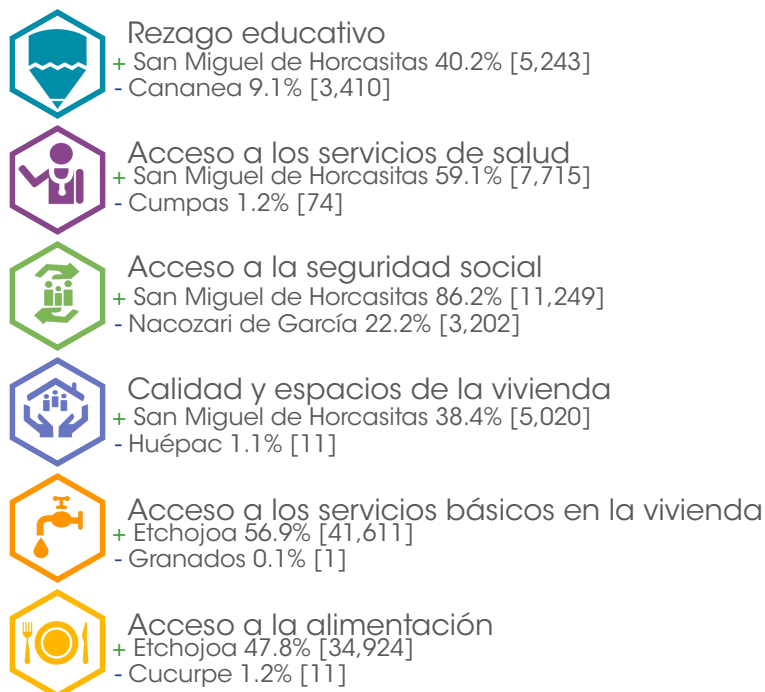 Rezago educativo
+ San Miguel de Horcasitas 40.2% [5,243]
- Cananea 9.1% [3,410]
Acceso a los servicios de salud
+ San Miguel de Horcasitas 59.1% [7,715]
- Cumpas 1.2% [74]
Acceso a la seguridad social
+ San Miguel de Horcasitas 86.2% [11,249]
- Nacozari de García 22.2% [3,202]
Calidad y espacios de la vivienda
+ San Miguel de Horcasitas 38.4% [5,020]
- Huépac 1.1% [11]
Acceso a los servicios básicos en la vivienda
+ Etchojoa 56.9% [41,611]
- Granados 0.1% [1]
Acceso a la alimentación
+ Etchojoa 47.8% [34,924]
- Cucurpe 1.2% [11]